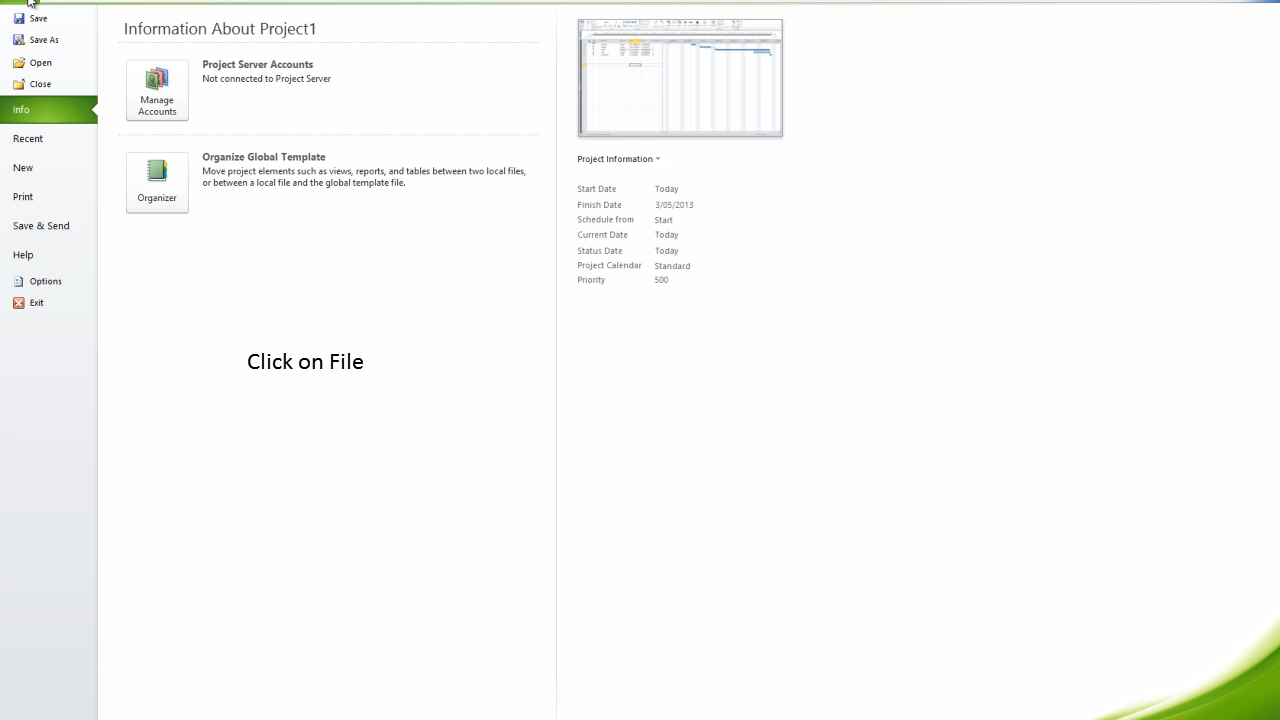 Save
Save As
Open
Close
Info
Recent
New
Print
Save & Send
Help
Options
Exit
Information About Project1
Manage
Accounts
Project Server Accounts
Not connected to Project Server
Organizer
Organize Global Template
Move project elements such as views, reports, and tables between two local files,
or between a local file and the global template file.
Click on File
Project Information
Start Date Today
Finish Date 3/05/2013
Schedule from Start
Current Date Today
Status Date Today
Project Calendar Standard
Priority 500